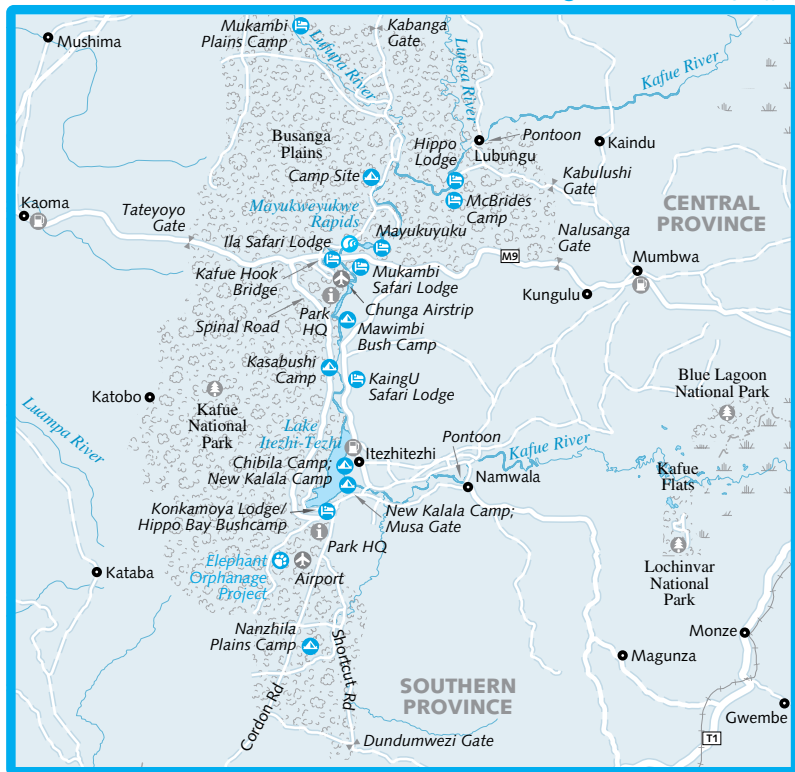 Mukambi
Plains Camp
Kabanga
Gate
Mushima
Lufupa River
Lunga River
Kafue River
Busanga
Plains
Hippo
Lodge
Pontoon
Lubungu
Kaindu
Camp Site
Kabulushi
Gate
McBrides
Camp
CENTRAL
PROVINCE
Kaoma
Tateyoyo
Gate
Mayukweyukwe
Rapids
Mayukuyuku
Nalusanga
Gate
Ila Safari Lodge
M9
Mumbwa
Kafue Hook
Bridge
Mukambi
Safari Lodge
Kungulu
Chunga Airstrip
Spinal Road
Park
HQ
Mawimbi
Bush Camp
Kasabushi
Camp
KaingU
Safari Lodge
Blue Lagoon
National Park
Katobo
Kafue
National
Park
Luampa River
Lake
Itezhi-Tezhi
Itezhitezhi
Pontoon
Kafue River
Chibila Camp;
New Kalala Camp
Namwala
Kafue
Flats
Konkamoya Lodge/
Hippo Bay Bushcamp
New Kalala Camp;
Musa Gate
Park HQ
Lochinvar
National
Park
Elephant
Orphanage
Project
Airport
Kataba
Nanzhila
Plains Camp
Shortcut Rd
Cordon Rd
Monze
Magunza
SOUTHERN
PROVINCE
Gwembe
T1
Dundumwezi Gate